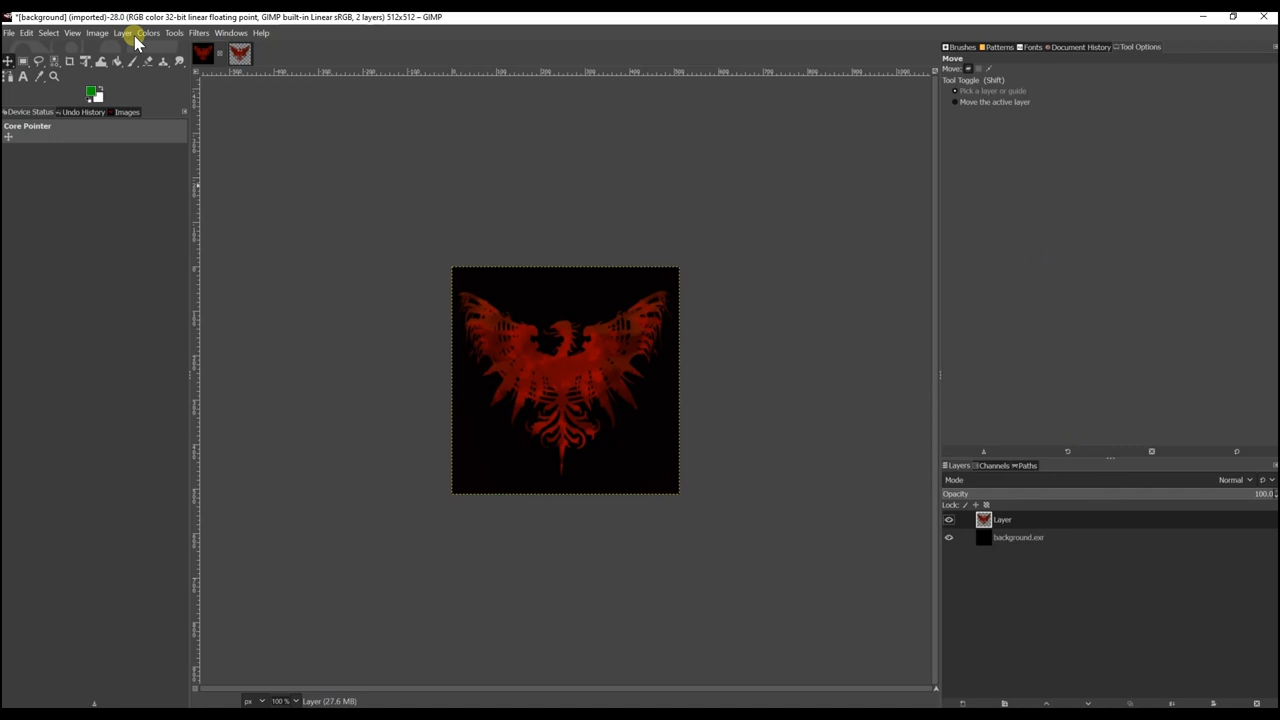 *[background] (imported)-28.0 (RGB color 32-bit linear floating point, GIMP built-in Linear sRGB, 2 layers) 512x512 – GIMP
File Edit Select View Image Layer Colors Tools Filters Windows Help
Brushes Patterns Fonts Document History Tool Options
Move
Move:
Tool Toggle (Shift)
Pick a layer or guide
Move the active layer
Device Status Undo History Images
Core Pointer
Layers Channels Paths
Mode Normal
Opacity 100.0
Lock:
Layer
background.exr
px 100 % Layer (27.6 MB)